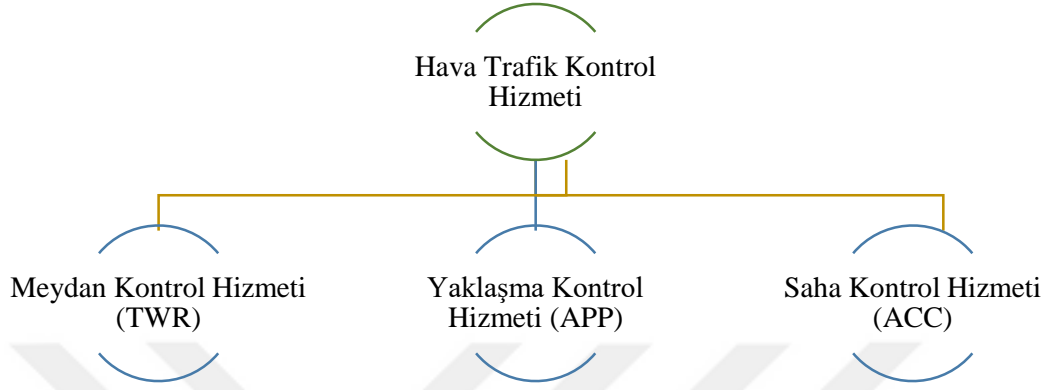 Hava Trafik Kontrol
Hizmeti
Meydan Kontrol Hizmeti
(TWR)
Yaklaşma Kontrol
Hizmeti (APP)
Saha Kontrol Hizmeti
(ACC)